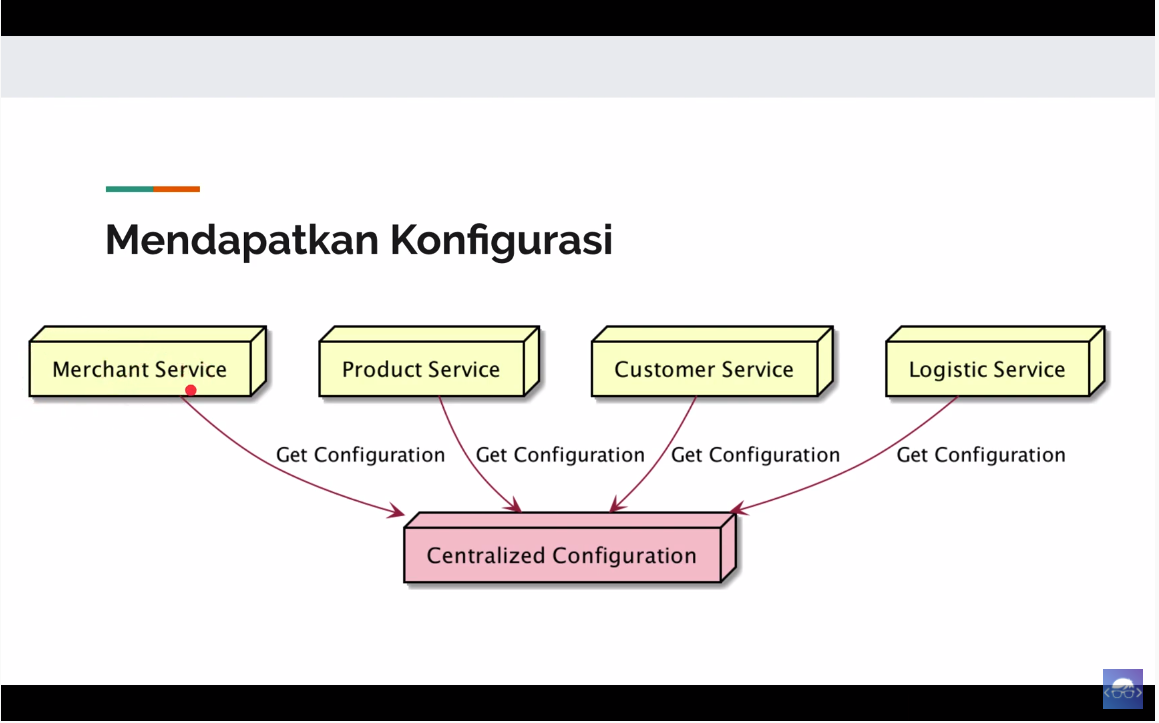 Mendapatkan Konfigurasi
Merchant Service
Product Service
Customer Service
Logistic Service
Get Configuration
Get Configuration
Get Configuration
Get Configuration
Centralized Configuration